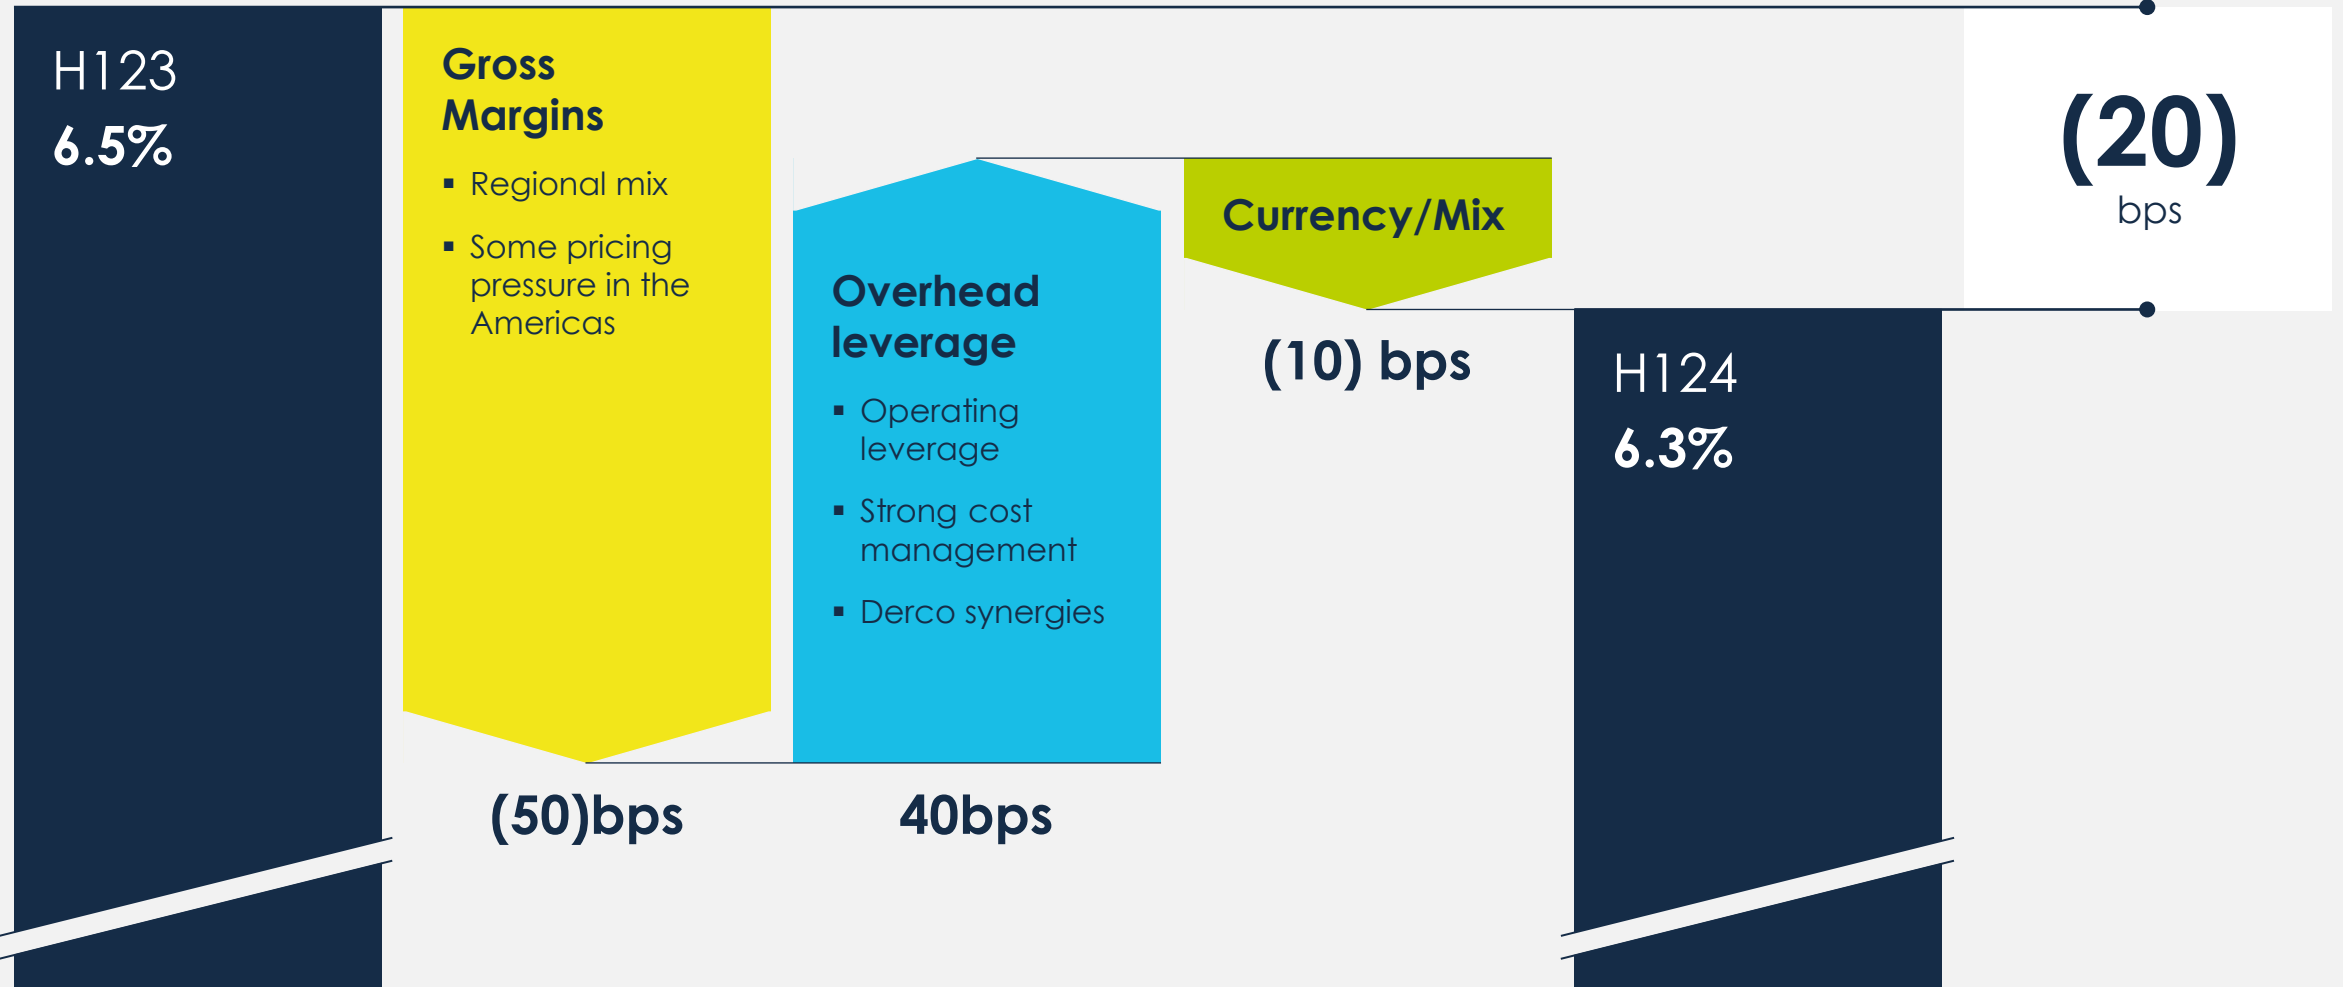 H123
6.5%
Gross
Margins
▪ Regional mix
▪ Some pricing
pressure in the
Americas
(50)bps
Overhead
leverage
▪ Operating
leverage
▪ Strong cost
management
▪ Derco synergies
40bps
Currency/Mix
(10) bps
H124
6.3%
(20)
bps